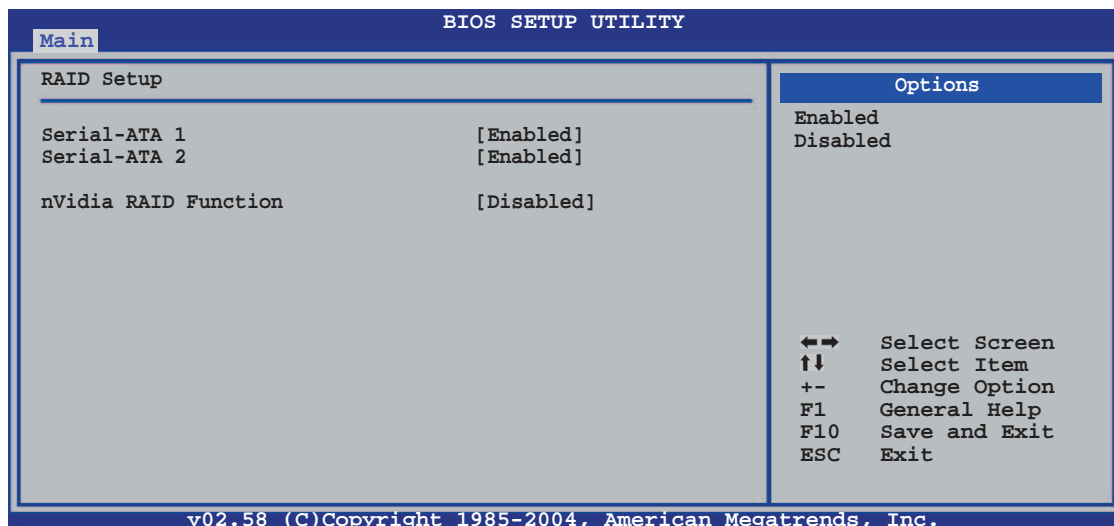 BIOS SETUP UTILITY
Main
RAID Setup
Serial-ATA 1 [Enabled]
Serial-ATA 2 [Enabled]
nVidia RAID Function [Disabled]
Options
Enabled
Disabled
←→ Select Screen
↑↓ Select Item
+- Change Option
F1 General Help
F10 Save and Exit
ESC Exit
v02.58 (C)Copyright 1985-2004, American Megatrends, Inc.